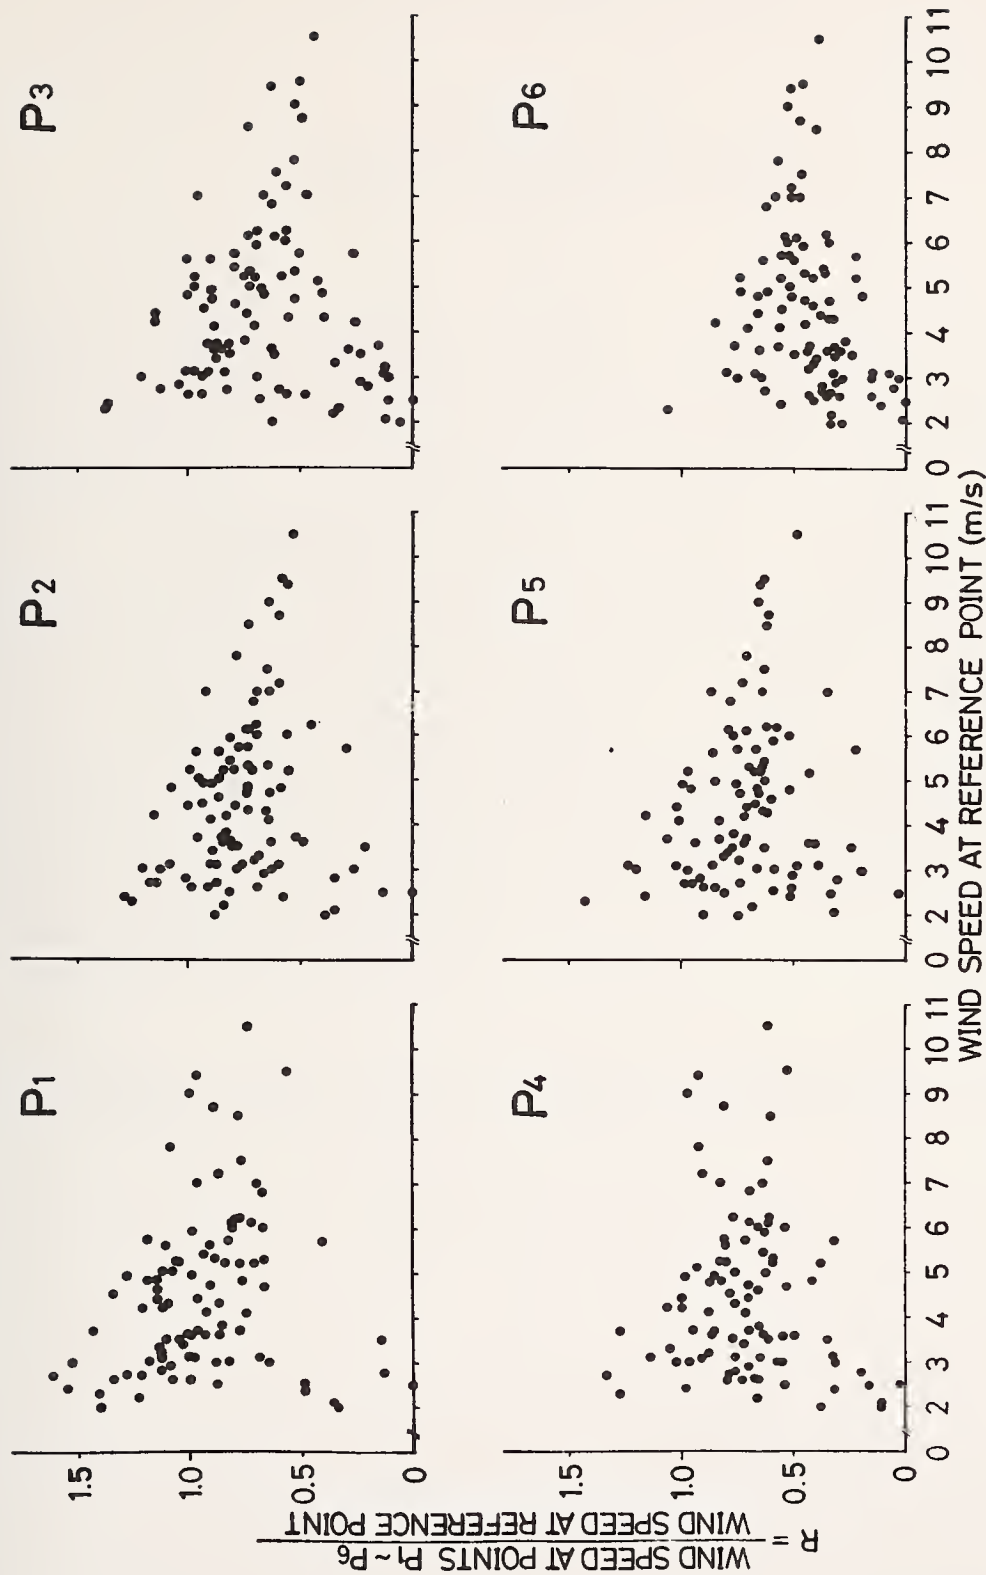 R = WIND SPEED AT POINTS P1 ~ P6
WIND SPEED AT REFERENCE POINT
P1
P2
P3
1.5
1.0
0.5
0
0
0
0
P4
P5
P6
1.5
1.0
0.5
0
0 2 3 4 5 6 7 8 9 10 11
0 2 3 4 5 6 7 8 9 10 11
0 2 3 4 5 6 7 8 9 10 11
WIND SPEED AT REFERENCE POINT (m/s)